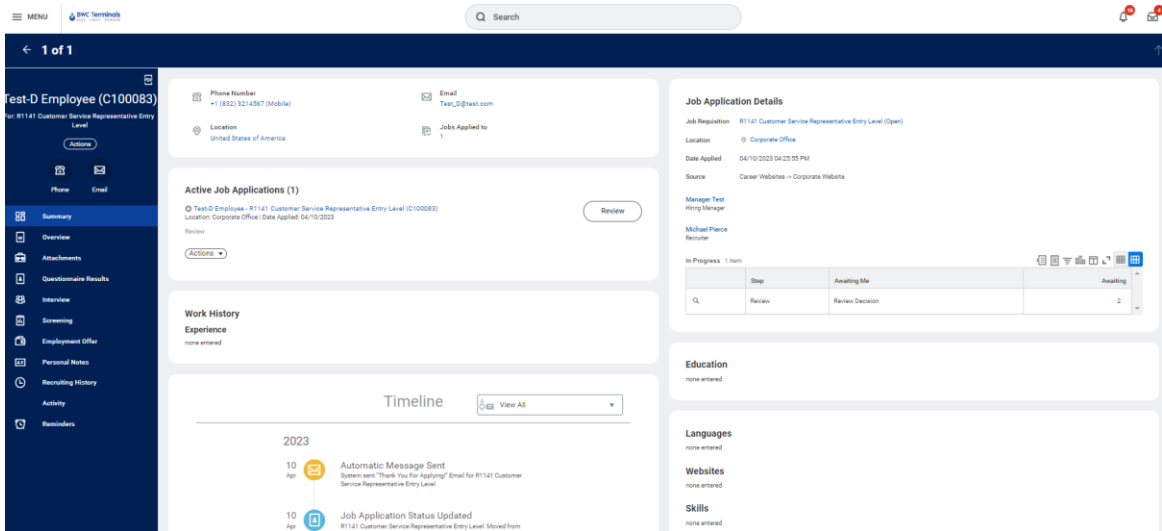 MENU
BWC Terminals
Search
16
4
1 of 1
Test-D Employee (C100083)
For: R1141 Customer Service Representative Entry
Level
Actions
Phone
Email
Summary
Overview
Attachments
Questionnaire Results
Interview
Screening
Employment Offer
Personal Notes
Recruiting History
Activity
Reminders
Phone Number
+1 (832) 3214567 (Mobile)
Email
Test_D@test.com
Location
United States of America
Jobs Applied to
1
Active Job Applications (1)
Test-D Employee - R1141 Customer Service Representative Entry Level (C100083)
Location: Corporate Office | Date Applied: 04/10/2023
Review
Review
Actions
Work History
Experience
none entered
Timeline
View All
2023
10
Apr
Automatic Message Sent
System sent "Thank You For Applying!" Email for R1141 Customer
Service Representative Entry Level
10
Apr
Job Application Status Updated
R1141 Customer Service Representative Entry Level: Moved from
Job Application Details
Job Requisition R1141 Customer Service Representative Entry Level (Open)
Location Corporate Office
Date Applied 04/10/2023 04:25:55 PM
Source Career Websites -> Corporate Website
Manager Test
Hiring Manager
Michael Pierce
Recruiter
In Progress 1 item
Step Awaiting Me Awaiting
Review Review Decision 2
Education
none entered
Languages
none entered
Websites
none entered
Skills
none entered